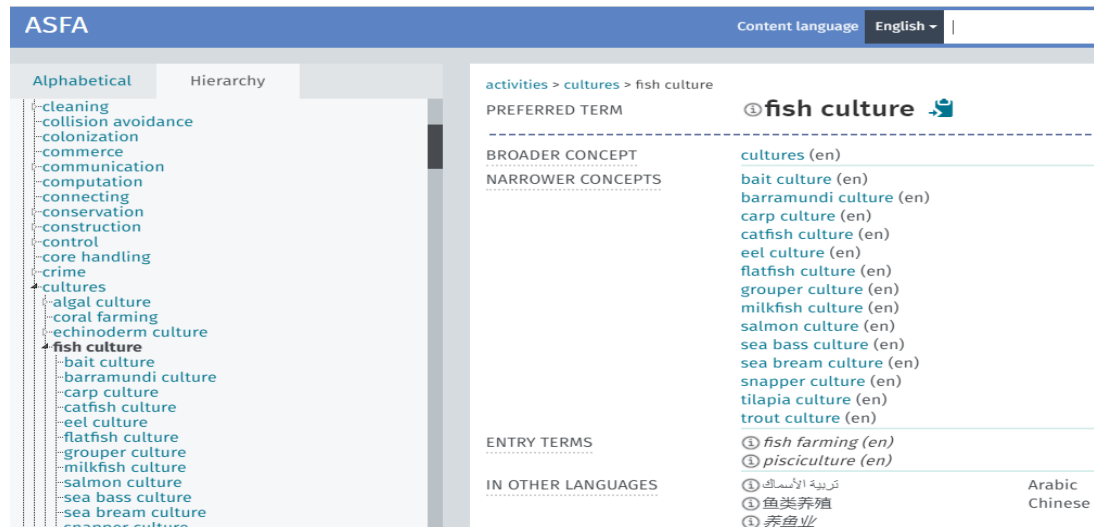 ASFA
Content language English
Alphabetical Hierarchy
cleaning
collision avoidance
colonization
commerce
communication
computation
connecting
conservation
construction
control
core handling
crime
cultures
algal culture
coral farming
echinoderm culture
fish culture
bait culture
barramundi culture
carp culture
catfish culture
eel culture
flatfish culture
grouper culture
milkfish culture
salmon culture
sea bass culture
sea bream culture
snapper culture
activities > cultures > fish culture
PREFERRED TERM fish culture
BROADER CONCEPT cultures (en)
NARROWER CONCEPTS bait culture (en)
barramundi culture (en)
carp culture (en)
catfish culture (en)
eel culture (en)
flatfish culture (en)
grouper culture (en)
milkfish culture (en)
salmon culture (en)
sea bass culture (en)
sea bream culture (en)
snapper culture (en)
tilapia culture (en)
trout culture (en)
ENTRY TERMS fish farming (en)
pisciculture (en)
IN OTHER LANGUAGES تربية الأسماك Arabic
鱼类养殖 Chinese
养鱼业